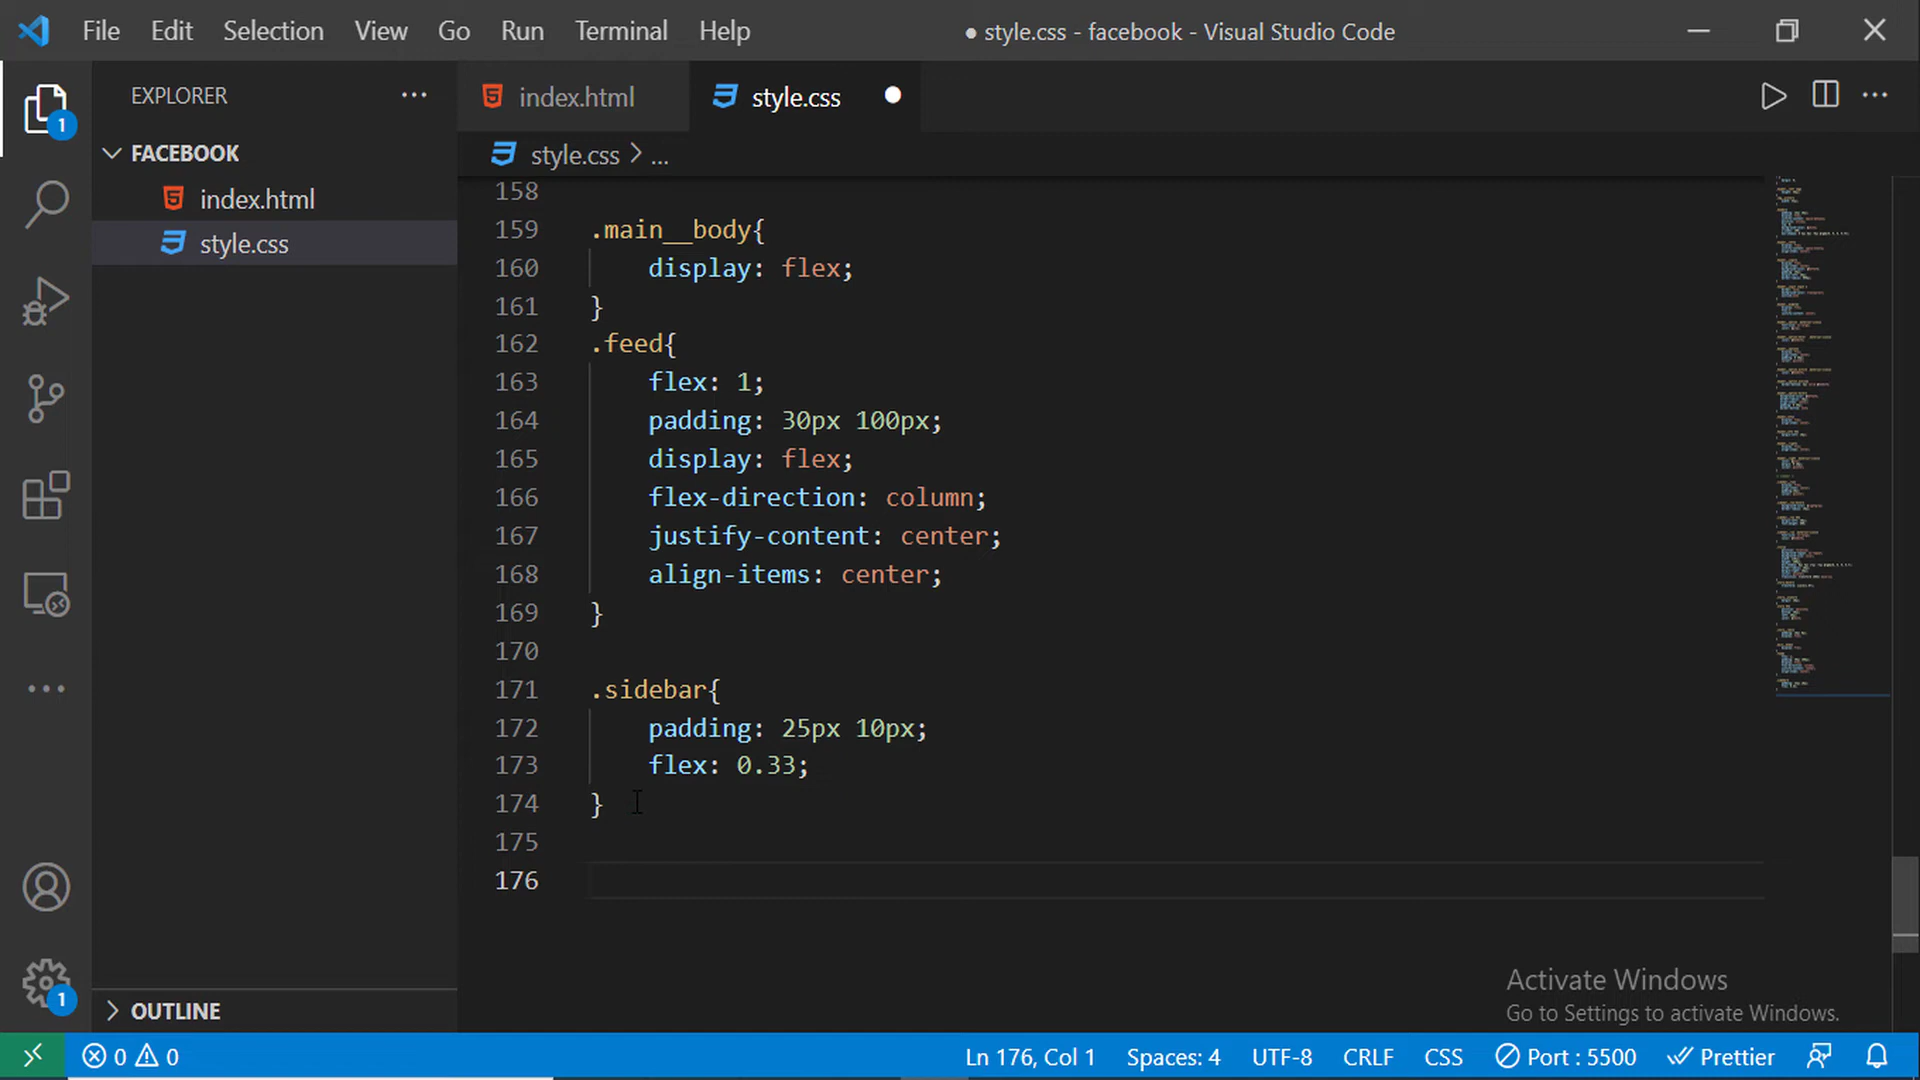 File Edit Selection View Go Run Terminal Help
● style.css - facebook - Visual Studio Code
EXPLORER ...
index.html
style.css ●
FACEBOOK
style.css > ...
index.html
style.css
158
159 .main__body{
160 display: flex;
161 }
162 .feed{
163 flex: 1;
164 padding: 30px 100px;
165 display: flex;
166 flex-direction: column;
167 justify-content: center;
168 align-items: center;
169 }
170
171 .sidebar{
172 padding: 25px 10px;
173 flex: 0.33;
174 }
175
176
1
1
OUTLINE
Activate Windows
Go to Settings to activate Windows.
0 0 Ln 176, Col 1 Spaces: 4 UTF-8 CRLF CSS Port : 5500 Prettier